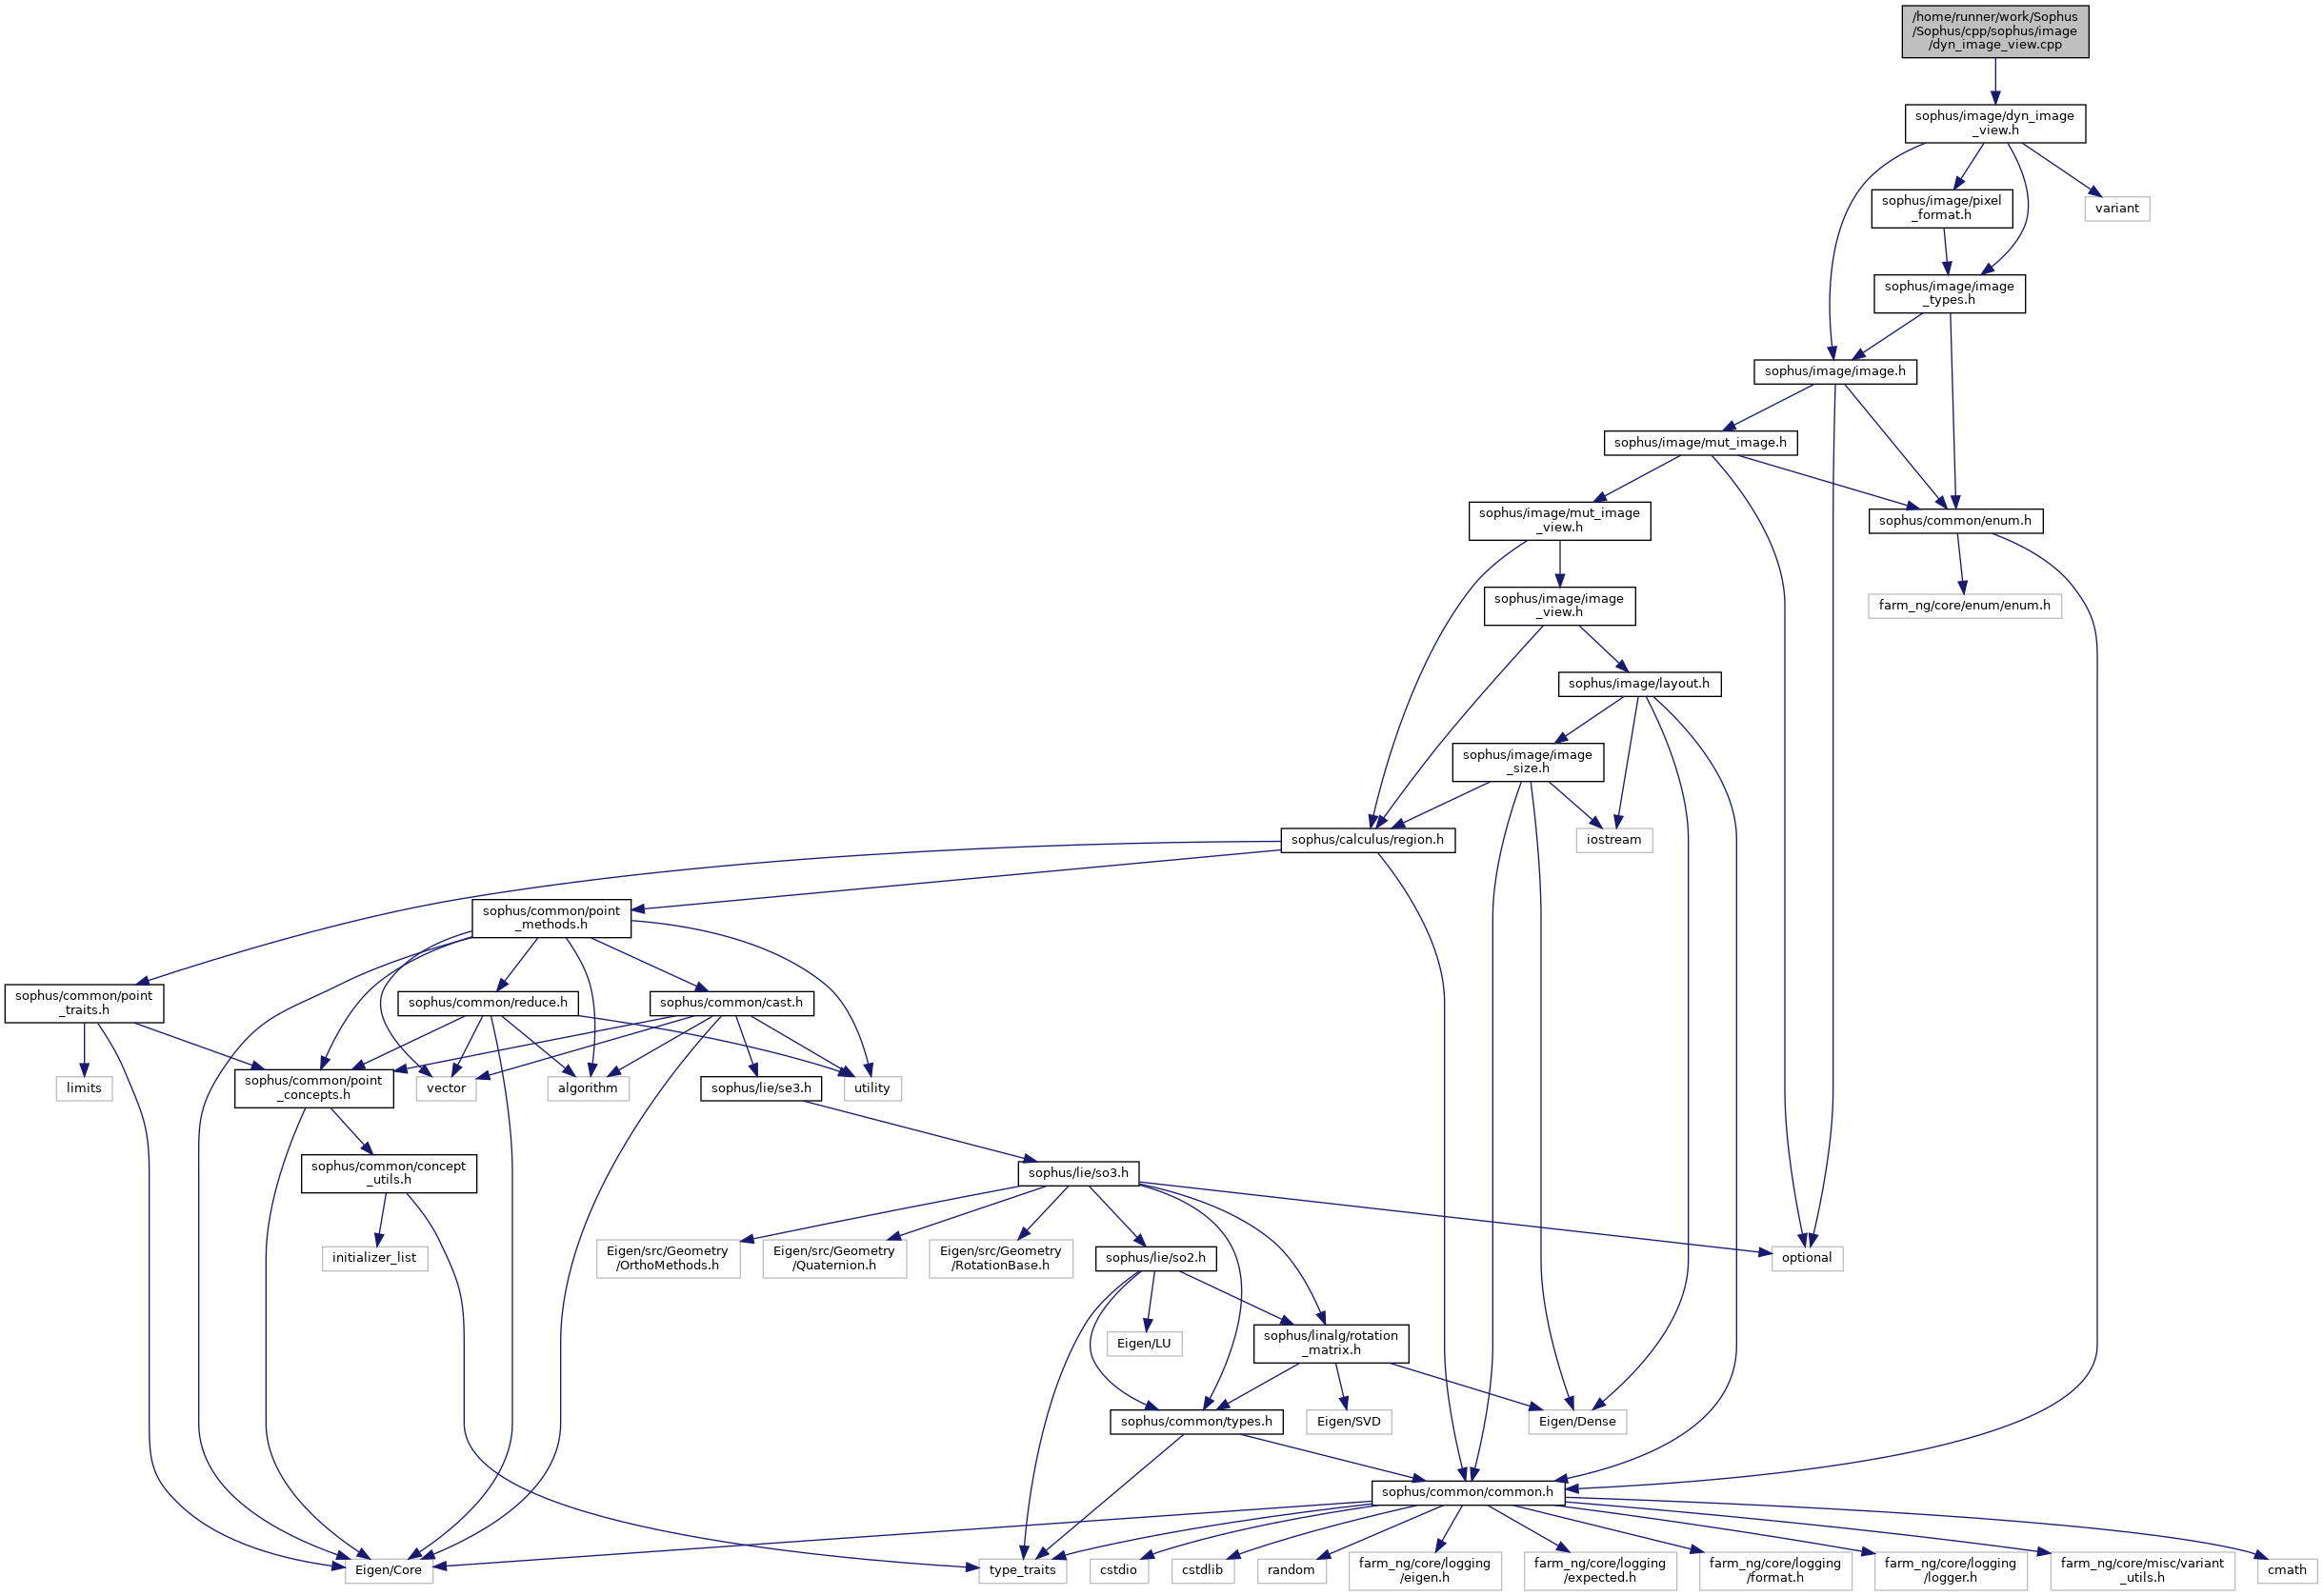 /home/runner/work/Sophus
/Sophus/cpp/sophus/image
/dyn_image_view.cpp
sophus/image/dyn_image
_view.h
sophus/image/pixel
_format.h
variant
sophus/image/image
_types.h
sophus/image/image.h
sophus/image/mut_image.h
sophus/image/mut_image
_view.h
sophus/common/enum.h
sophus/image/image
_view.h
farm_ng/core/enum/enum.h
sophus/image/layout.h
sophus/image/image
_size.h
sophus/calculus/region.h
iostream
sophus/common/point
_methods.h
sophus/common/point
_traits.h
sophus/common/reduce.h
sophus/common/cast.h
limits
sophus/common/point
_concepts.h
vector
algorithm
sophus/lie/se3.h
utility
sophus/common/concept
_utils.h
sophus/lie/so3.h
initializer_list
Eigen/src/Geometry
/OrthoMethods.h
Eigen/src/Geometry
/Quaternion.h
Eigen/src/Geometry
/RotationBase.h
sophus/lie/so2.h
optional
Eigen/LU
sophus/linalg/rotation
_matrix.h
sophus/common/types.h
Eigen/SVD
Eigen/Dense
sophus/common/common.h
Eigen/Core
type_traits
cstdio
cstdlib
random
farm_ng/core/logging
/eigen.h
farm_ng/core/logging
/expected.h
farm_ng/core/logging
/format.h
farm_ng/core/logging
/logger.h
farm_ng/core/misc/variant
_utils.h
cmath